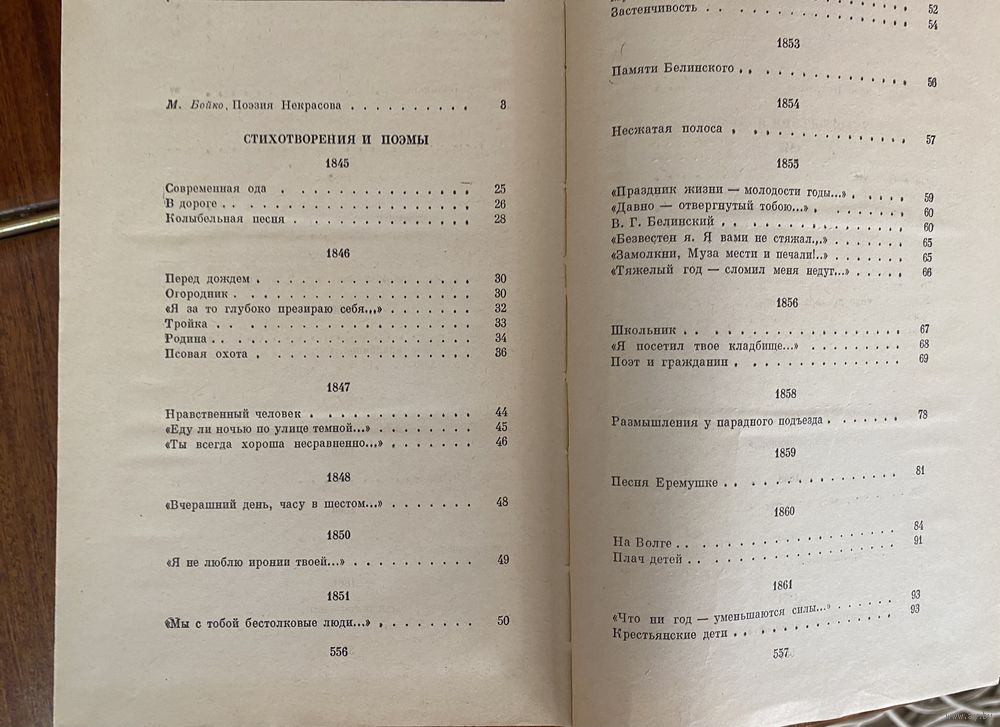 М. Бойко, Поэзия Некрасова . . . . . . . . . 3
СТИХОТВОРЕНИЯ И ПОЭМЫ
1845
Современная ода . . . . . . . . . . . . 25
В дороге . . . . . . . . . . . . . . . 26
Колыбельная песня . . . . . . . . . . . 28
1846
Перед дождем . . . . . . . . . . . . . 30
Огородник . . . . . . . . . . . . . . . 30
«Я за то глубоко презираю себя...» . . . . . . . 32
Тройка . . . . . . . . . . . . . . . . 33
Родина . . . . . . . . . . . . . . . . 34
Псовая охота . . . . . . . . . . . . . 36
1847
Нравственный человек . . . . . . . . . . 44
«Еду ли ночью по улице темной...» . . . . . . . 45
«Ты всегда хороша несравненно...» . . . . . . . 46
1848
«Вчерашний день, часу в шестом...» . . . . . . . 48
1850
«Я не люблю иронии твоей...» . . . . . . . . . 49
1851
«Мы с тобой бестолковые люди...» . . . . . . . 50
556
Застенчивость . . . . . . . . . . . . . 52
54
1853
Памяти Белинского . . . . . . . . . . . 56
1854
Несжатая полоса . . . . . . . . . . . . 57
1855
«Праздник жизни — молодости годы...» . . . . . 59
«Давно — отвергнутый тобою...» . . . . . . . . 60
В. Г. Белинский . . . . . . . . . . . . 60
«Безвестен я. Я вами не стяжал...» . . . . . . . 65
«Замолкни, Муза мести и печали!..» . . . . . . . 65
«Тяжелый год — сломил меня недуг...» . . . . . 66
1856
Школьник . . . . . . . . . . . . . . . 67
«Я посетил твое кладбище...» . . . . . . . . . 68
Поэт и гражданин . . . . . . . . . . . . 69
1858
Размышления у парадного подъезда . . . . . . 78
1859
Песня Еремушке . . . . . . . . . . . . . 81
1860
На Волге . . . . . . . . . . . . . . . 84
Плач детей . . . . . . . . . . . . . . 91
1861
«Что ни год — уменьшаются силы...» . . . . . . 93
Крестьянские дети . . . . . . . . . . . 93
557